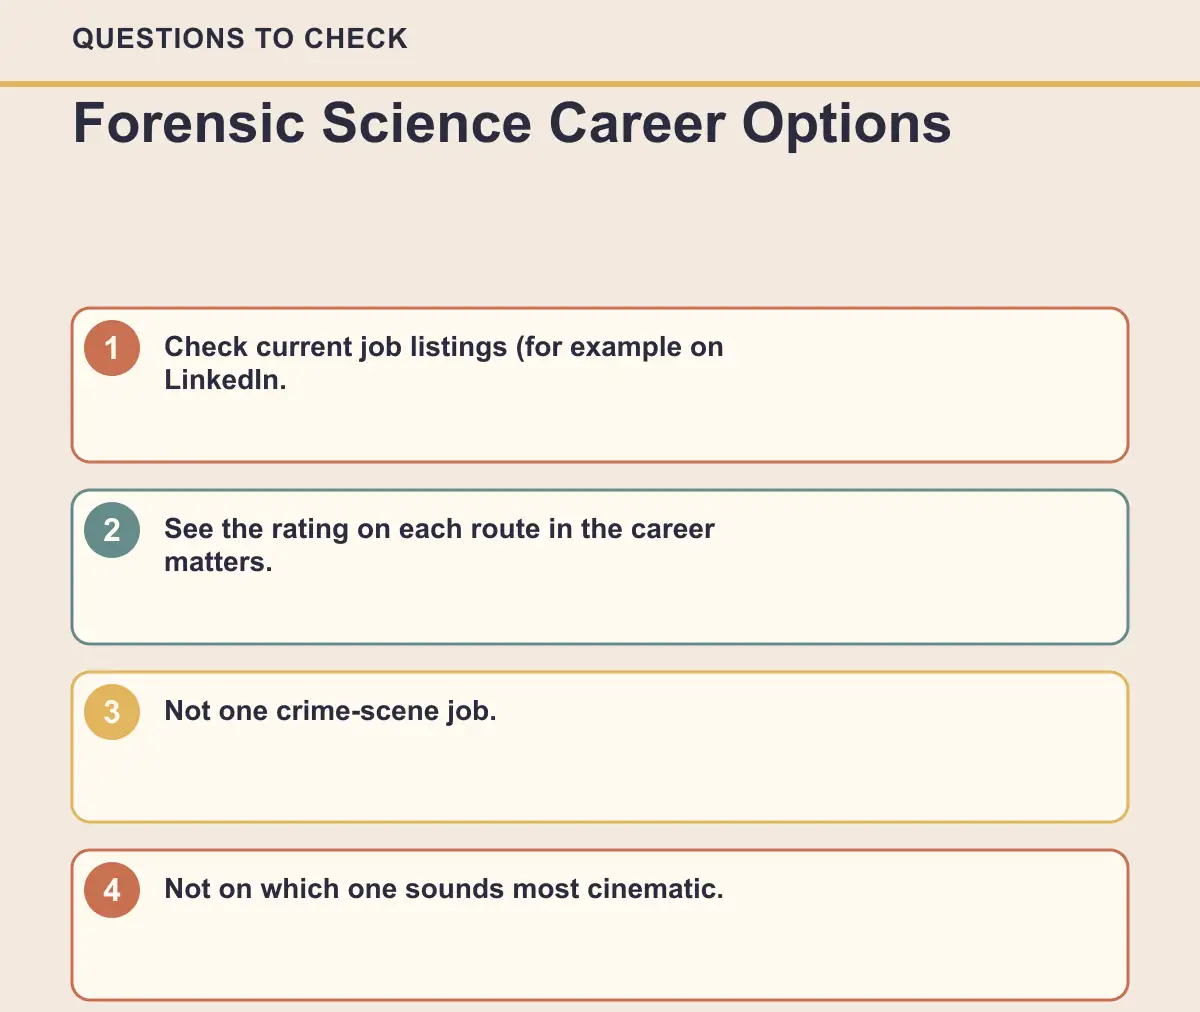 QUESTIONS TO CHECK
Forensic Science Career Options
1
Check current job listings (for example on
LinkedIn.
2
See the rating on each route in the career
matters.
3
Not one crime-scene job.
4
Not on which one sounds most cinematic.